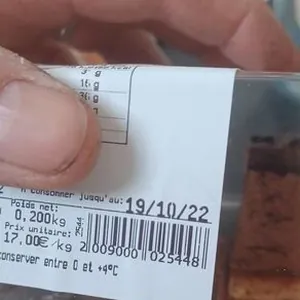 g
16 g
g
g
A consommer jusqu'au: 19/10/22
Poids net:
0,200kg
Prix unitaire:
17.00€/kg
2544
2 009000 025448
conserver entre 0 et +4°C